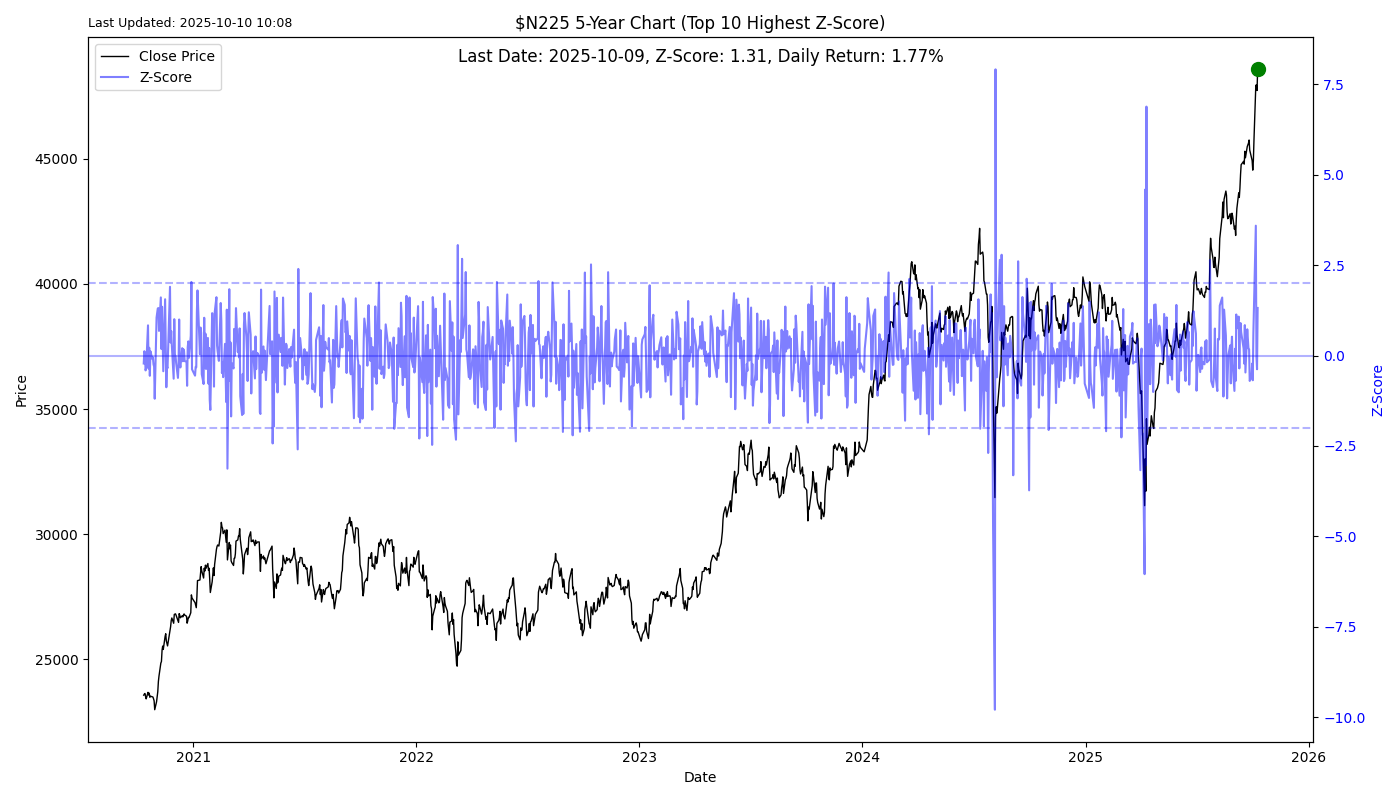 Last Updated: 2025-10-10 10:08
$N225 5-Year Chart (Top 10 Highest Z-Score)
Last Date: 2025-10-09, Z-Score: 1.31, Daily Return: 1.77%
Close Price
Z-Score
45000
40000
35000
30000
25000
Price
7.5
5.0
2.5
0.0
−2.5
−5.0
−7.5
−10.0
Z-Score
2021
2022
2023
2024
2025
2026
Date